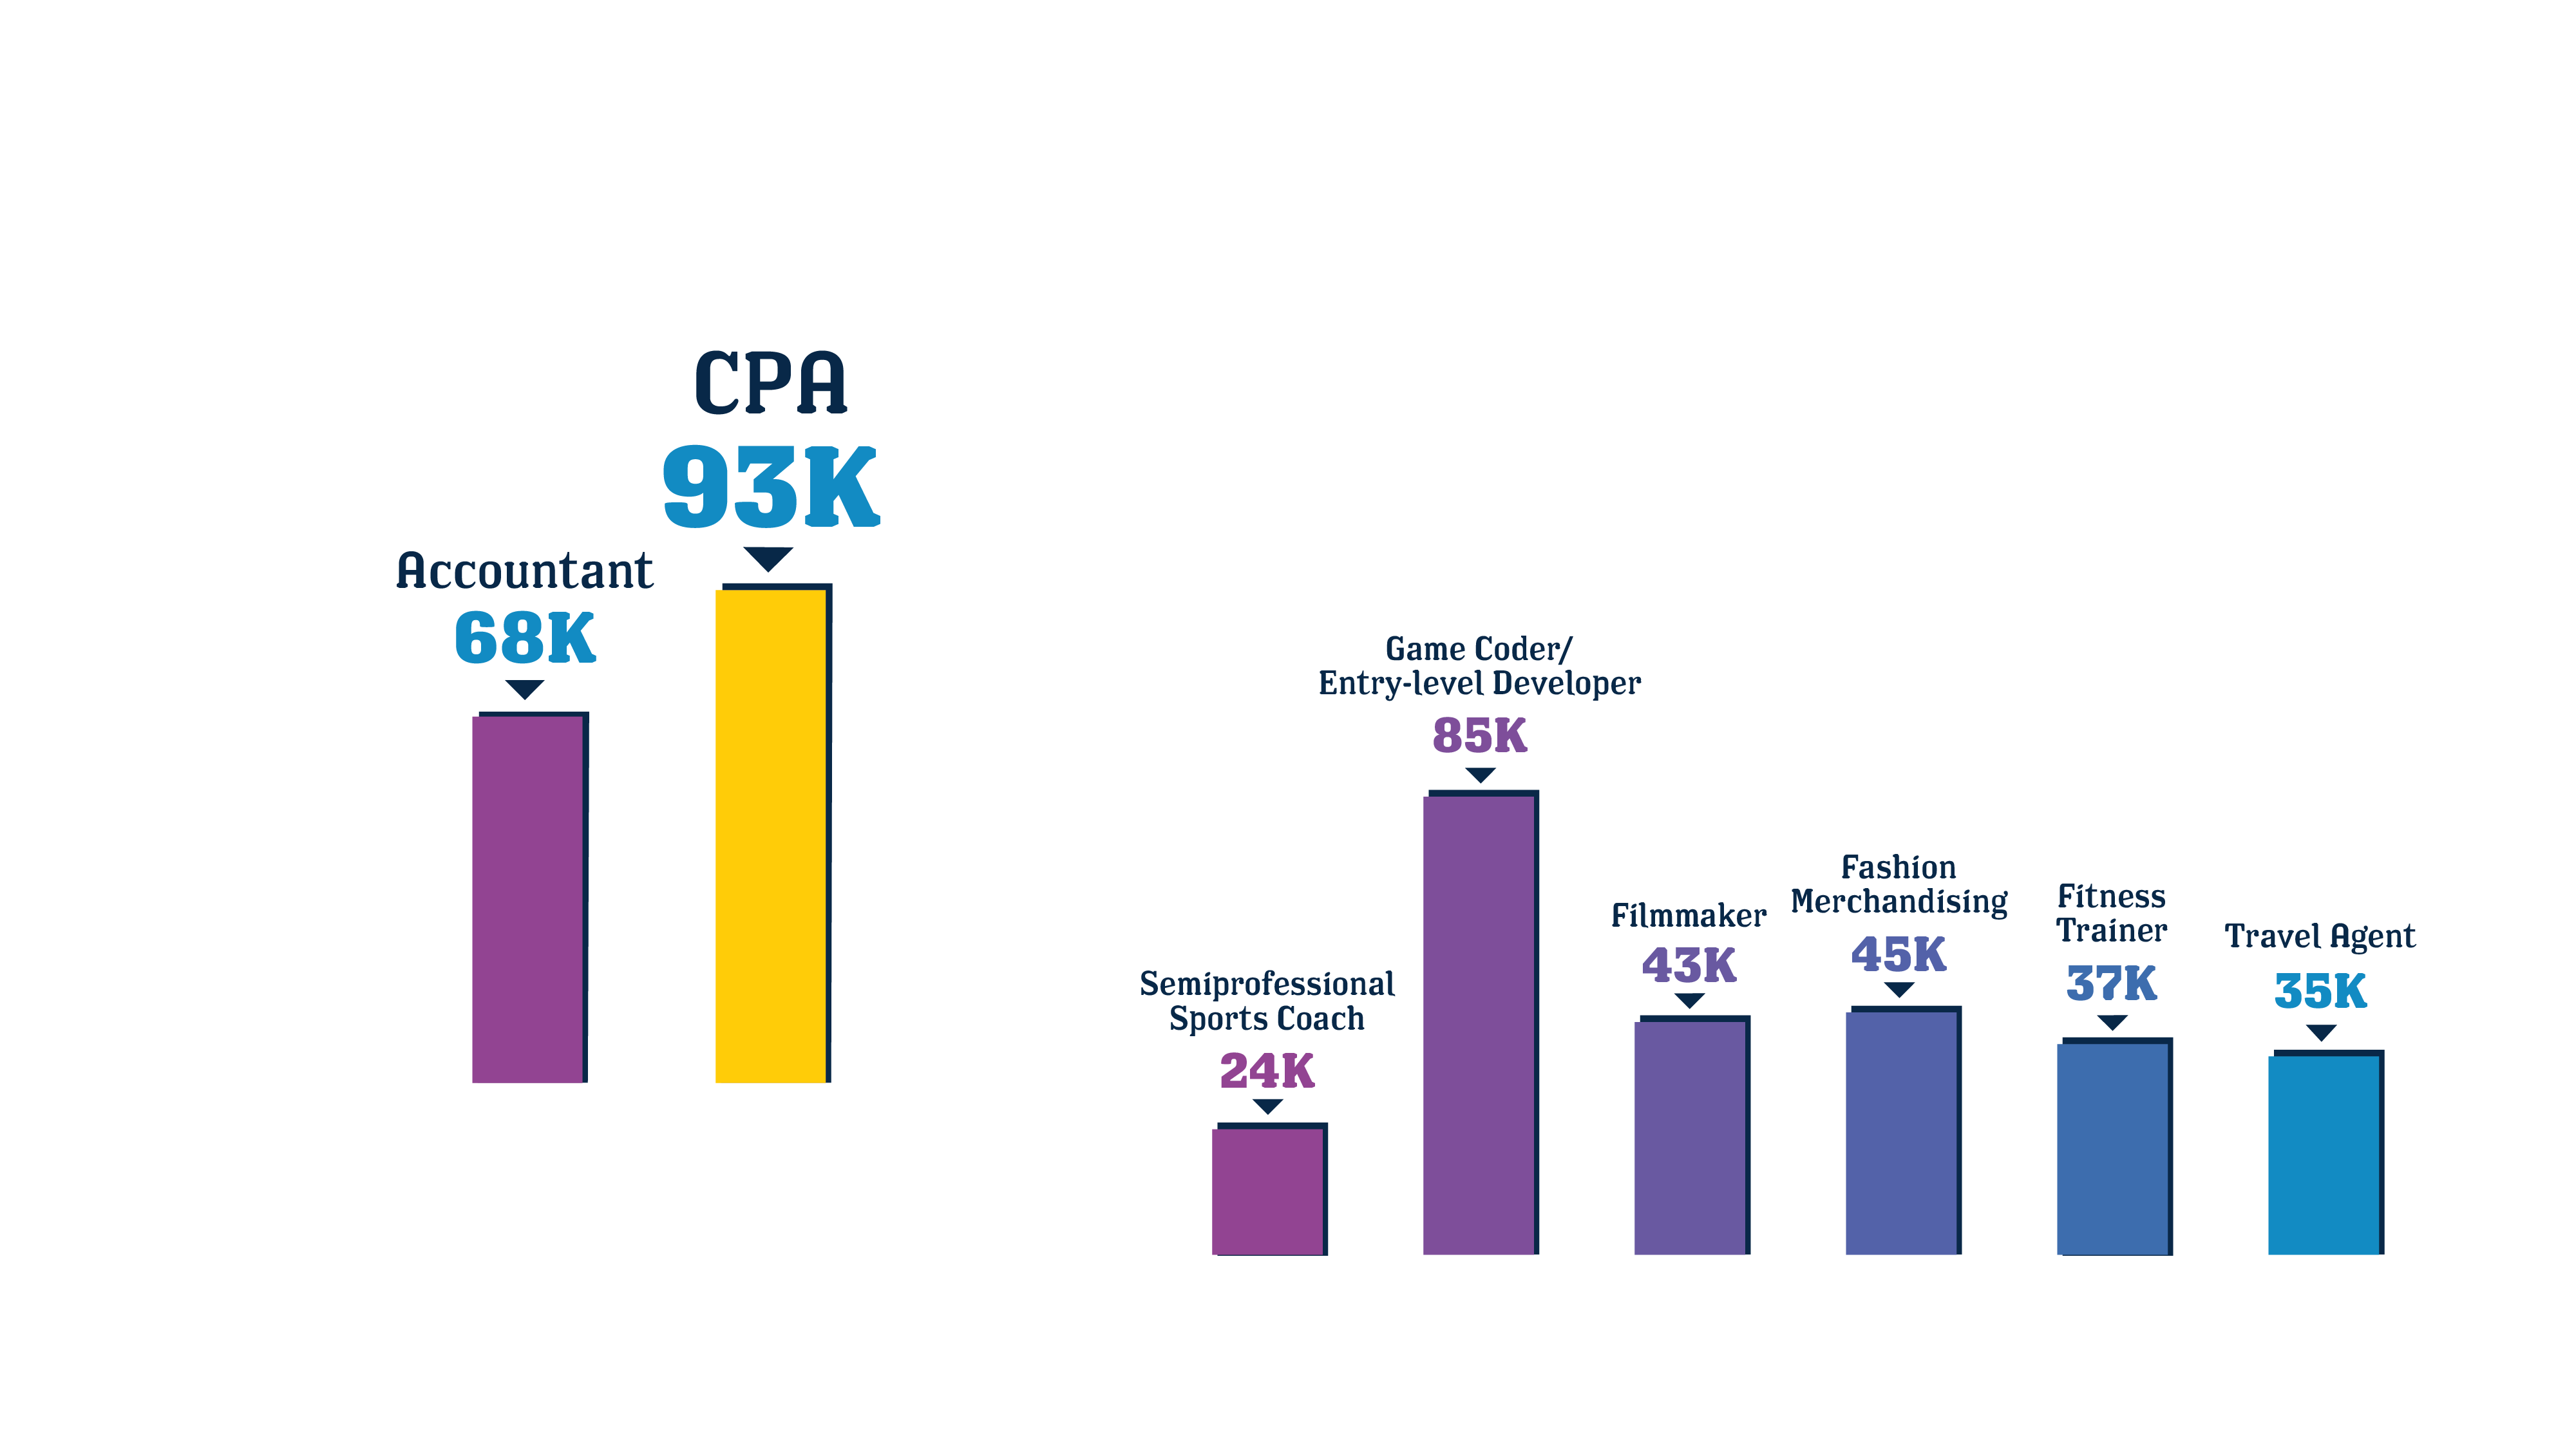 CPA
93K
Accountant
68K
Game Coder/
Entry-level Developer
85K
Fashion
Merchandising
45K
Filmmaker
43K
Fitness
Trainer
37K
Travel Agent
35K
Semiprofessional
Sports Coach
24K